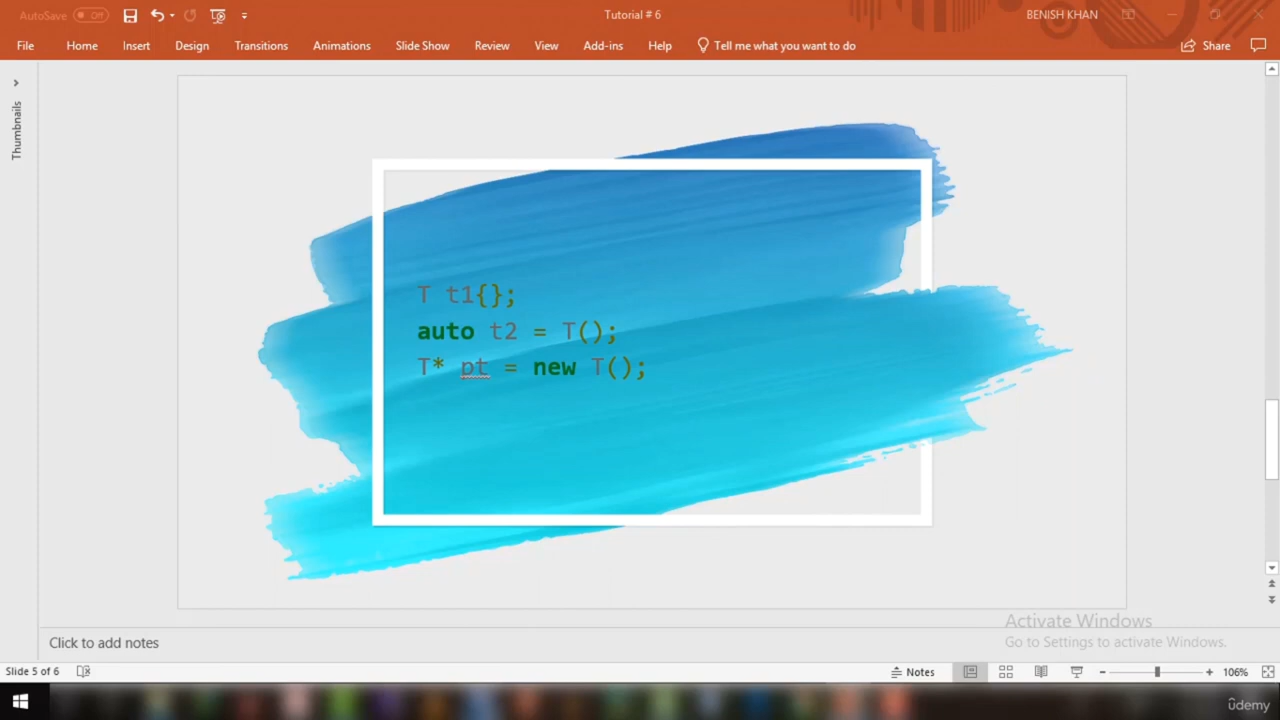 AutoSave Off
Tutorial # 6
BENISH KHAN
File Home Insert Design Transitions Animations Slide Show Review View Add-ins Help Tell me what you want to do Share
Thumbnails
T t1{};
auto t2 = T();
T* pt = new T();
Activate Windows
Go to Settings to activate Windows.
Click to add notes
Slide 5 of 6
Notes
106%
ûdemy